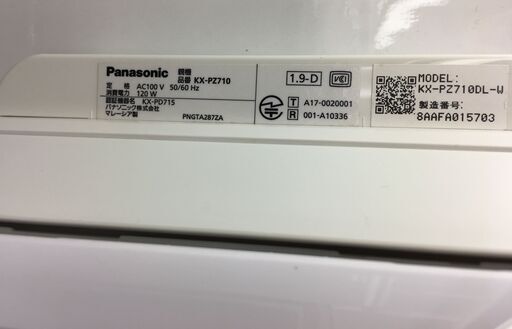 Panasonic 親機
品番 KX-PZ710
定格 AC100 V 50/60 Hz
消費電力 120 W
認証機器名 KX-PD715
パナソニック株式会社
マレーシア製
PNGTA287ZA
1.9-D
VCI
T A17-0020001
R 001-A10336
MODEL:
KX-PZ710DL-W
製造番号:
8AAFA015703